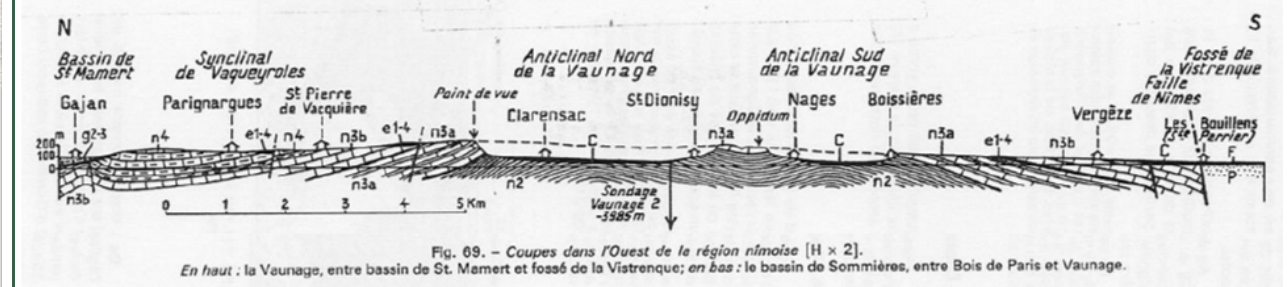 N
S
Bassin de
St Mamert
Synclinal
de Vaqueyroles
Anticlinal Nord
de la Vaunage
Anticlinal Sud
de la Vaunage
Fossé de
la Vistrenque
Faille
de Nîmes
Gajan
Parignargues
St Pierre
de Vacquière
Point de vue
Clarensac
St Dionisy
Oppidum
Nages
Boissières
Vergèze
Les Bouillens
(Sce Perrier)
200
m
100
0
g2-3
n4
e1-4
n4
n3b
e1-4
n3a
C
n3a
C
n3a
e1-4
n3b
C
F
P
n3b
n3a
n2
n2
0
1
2
3
4
5 Km
Sondage
Vaunage 2
-3985m
Fig. 69. – Coupes dans l'Ouest de la région nîmoise [H × 2].
En haut : la Vaunage, entre bassin de St. Mamert et fossé de la Vistrenque; en bas : le bassin de Sommières, entre Bois de Paris et Vaunage.